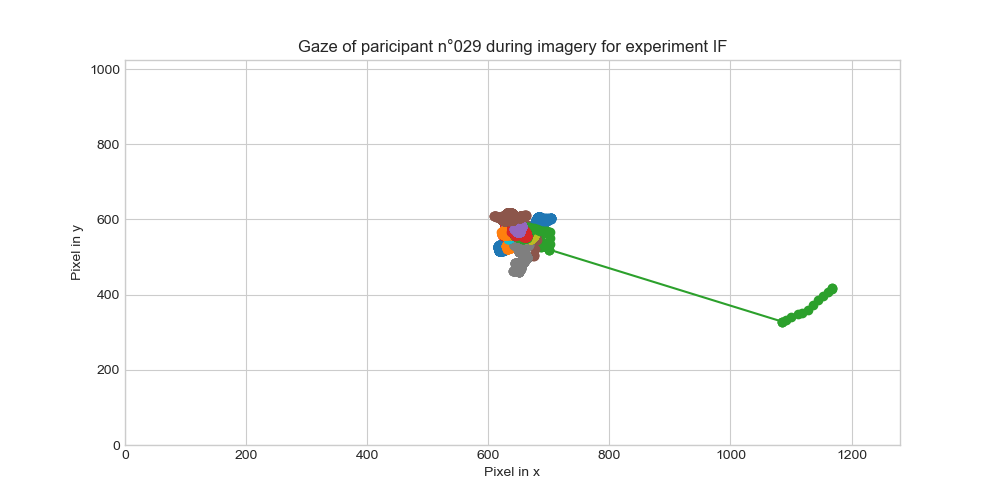 Gaze of paricipant n°029 during imagery for experiment IF
1000
800
600
400
200
0
Pixel in y
0 200 400 600 800 1000 1200
Pixel in x